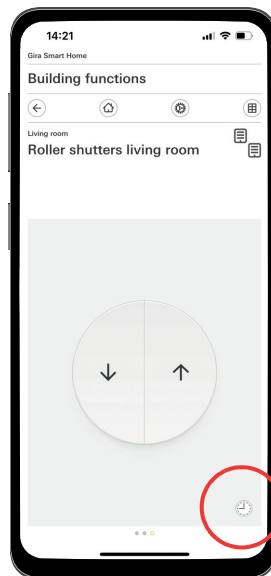 14:21
Gira Smart Home
Building functions
Living room
Roller shutters living room